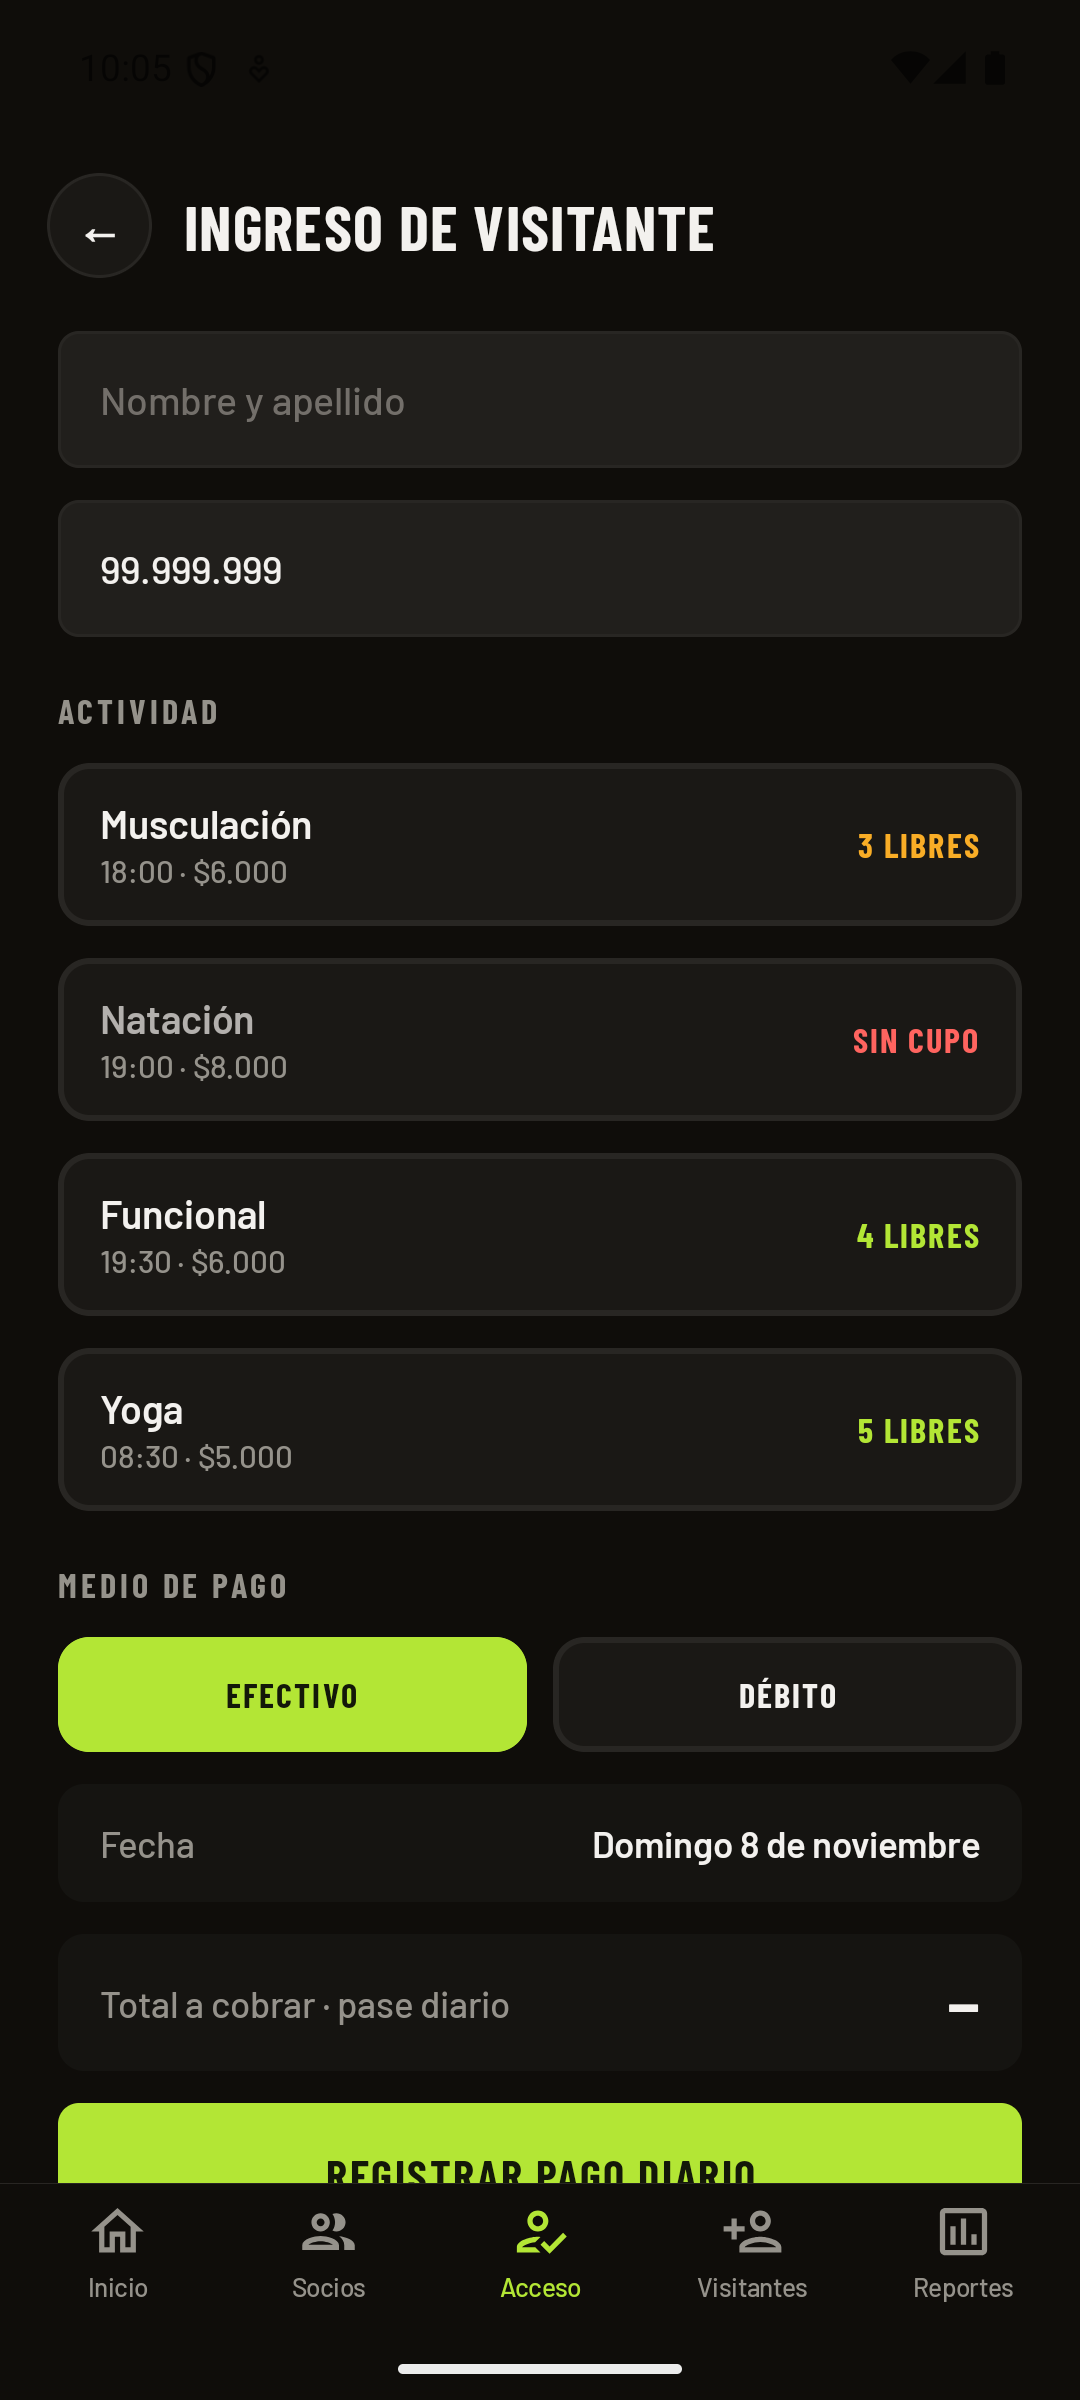 10:05
INGRESO DE VISITANTE
Nombre y apellido
99.999.999
ACTIVIDAD
Musculación
18:00 · $6.000
3 LIBRES
Natación
19:00 · $8.000
SIN CUPO
Funcional
19:30 · $6.000
4 LIBRES
Yoga
08:30 · $5.000
5 LIBRES
MEDIO DE PAGO
EFECTIVO
DÉBITO
Fecha
Domingo 8 de noviembre
Total a cobrar · pase diario
–
REGISTRAR PAGO DIARIO
Inicio
Socios
Acceso
Visitantes
Reportes